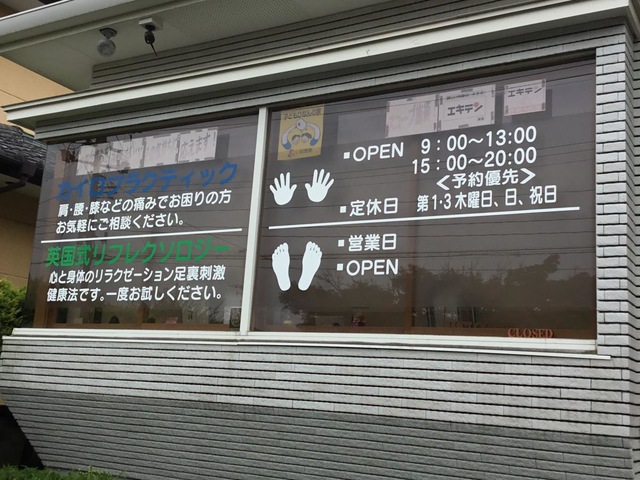 カイロプラクティック
肩・腰・膝などの痛みでお困りの方
お気軽にご相談ください。
英国式リフレクソロジー
心と身体のリラクゼーション足裏刺激
健康法です。一度お試しください。
エキテン
エキテン
■OPEN 9:00～13:00
15:00～20:00
＜予約優先＞
■定休日 第1・3木曜日、日、祝日
■営業日
■OPEN
CLOSED